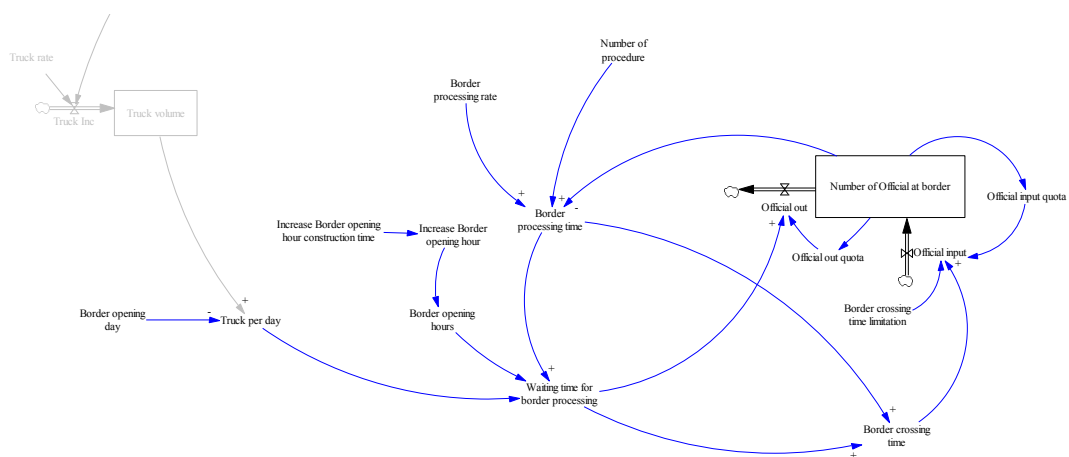 Truck rate
Truck Inc
Truck volume
Number of
procedure
Border
processing rate
+
+
-
Border
processing time
Number of Official at border
Official out
+
Official out quota
Official input quota
Official input
+
Increase Border opening
hour construction time
Increase Border
opening hour
Border crossing
time limitation
Border opening
day
-
+
Truck per day
Border opening
hours
+
Waiting time for
border processing
+
Border crossing
time
+